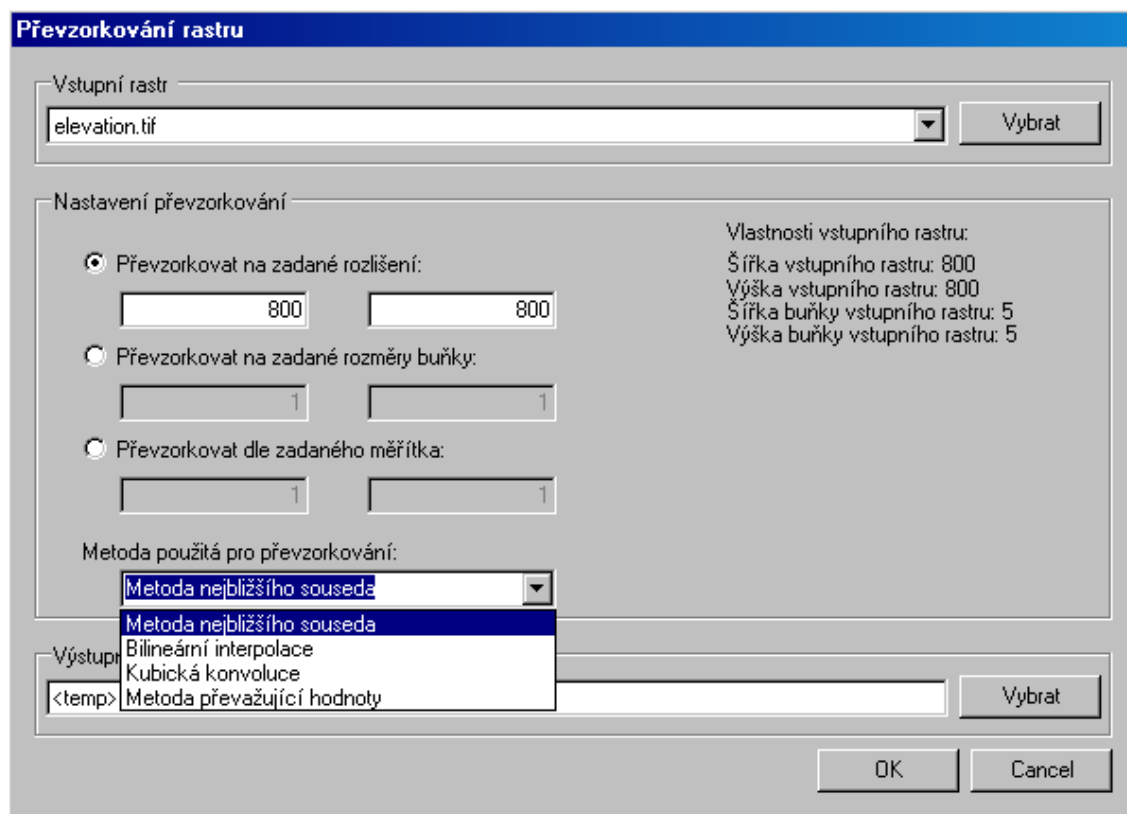 Převzorkování rastru
Vstupní rastr
elevation.tif
Vybrat
Nastavení převzorkování
Převzorkovat na zadané rozlišení:
800 800
Převzorkovat na zadané rozměry buňky:
1 1
Převzorkovat dle zadaného měřítka:
1 1
Vlastnosti vstupního rastru:
Šířka vstupního rastru: 800
Výška vstupního rastru: 800
Šířka buňky vstupního rastru: 5
Výška buňky vstupního rastru: 5
Metoda použitá pro převzorkování:
Metoda nejbližšího souseda
Metoda nejbližšího souseda
Bilineární interpolace
Kubická konvoluce
Metoda převažující hodnoty
<temp>
Vybrat
OK
Cancel